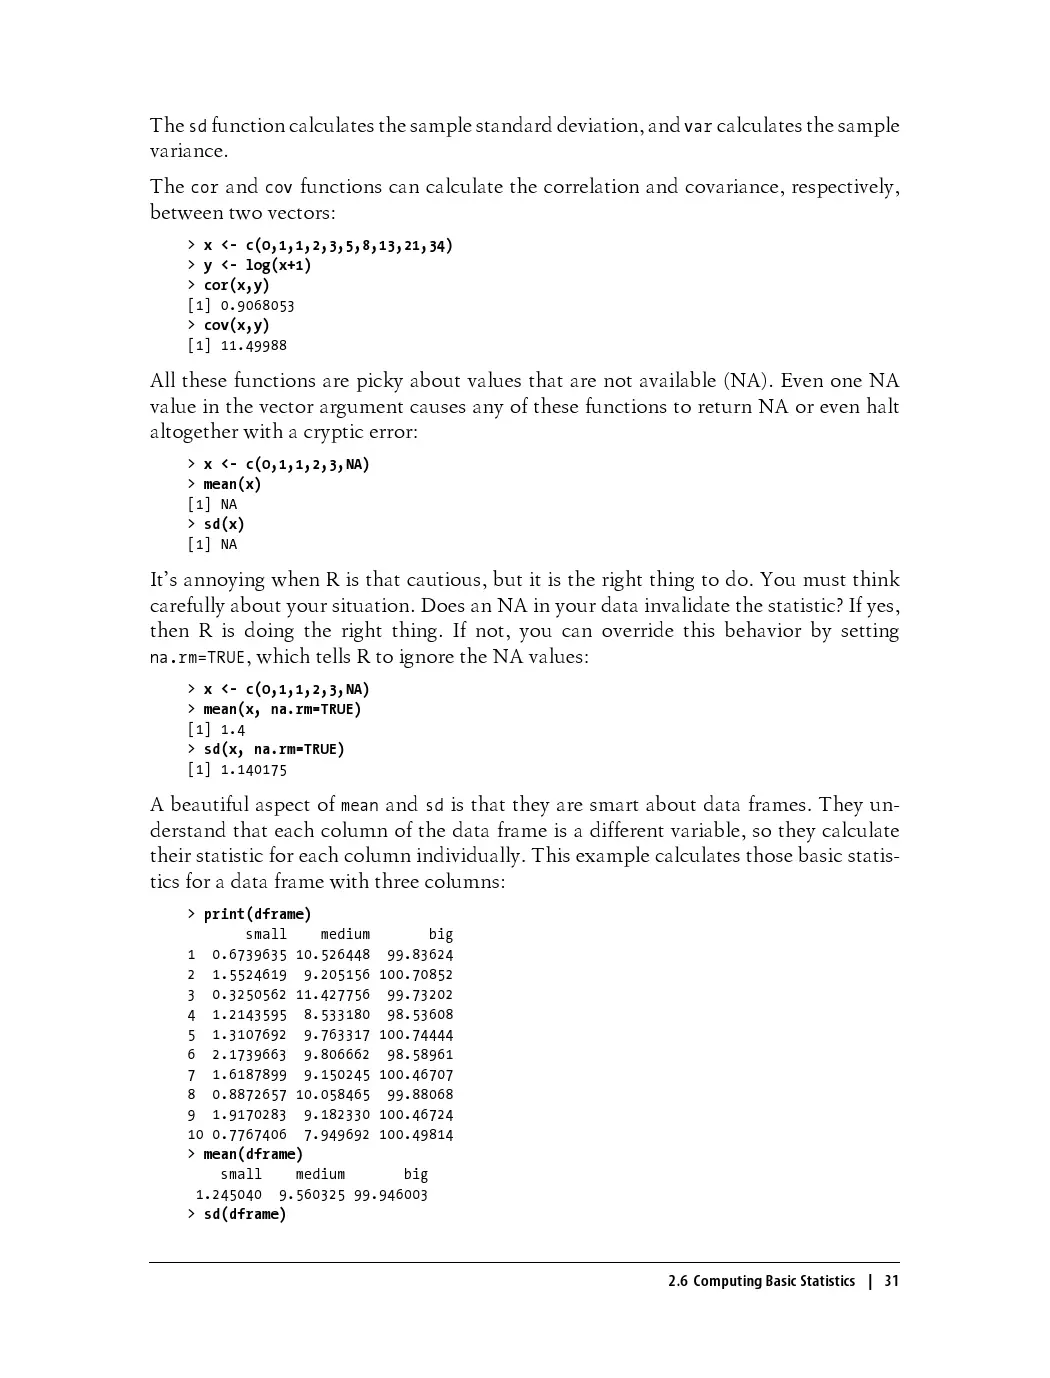 The sd function calculates the sample standard deviation, and var calculates the sample
variance.
The cor and cov functions can calculate the correlation and covariance, respectively,
between two vectors:
> x <- c(0,1,1,2,3,5,8,13,21,34)
> y <- log(x+1)
> cor(x,y)
[1] 0.9068053
> cov(x,y)
[1] 11.49988
All these functions are picky about values that are not available (NA). Even one NA
value in the vector argument causes any of these functions to return NA or even halt
altogether with a cryptic error:
> x <- c(0,1,1,2,3,NA)
> mean(x)
[1] NA
> sd(x)
[1] NA
It's annoying when R is that cautious, but it is the right thing to do. You must think
carefully about your situation. Does an NA in your data invalidate the statistic? If yes,
then R is doing the right thing. If not, you can override this behavior by setting
na.rm=TRUE, which tells R to ignore the NA values:
> x <- c(0,1,1,2,3,NA)
> mean(x, na.rm=TRUE)
[1] 1.4
> sd(x, na.rm=TRUE)
[1] 1.140175
A beautiful aspect of mean and sd is that they are smart about data frames. They un-
derstand that each column of the data frame is a different variable, so they calculate
their statistic for each column individually. This example calculates those basic statis-
tics for a data frame with three columns:
> print(dframe)
       small    medium       big
1  0.6739635 10.526448  99.83624
2  1.5524619  9.205156 100.70852
3  0.3250562 11.427756  99.73202
4  1.2143595  8.533180  98.53608
5  1.3107692  9.763317 100.74444
6  2.1739663  9.806662  98.58961
7  1.6187899  9.150245 100.46707
8  0.8872657 10.058465  99.88068
9  1.9170283  9.182330 100.46724
10 0.7767406  7.949692 100.49814
> mean(dframe)
    small    medium       big
 1.245040  9.560325 99.946003
> sd(dframe)
2.6 Computing Basic Statistics | 31